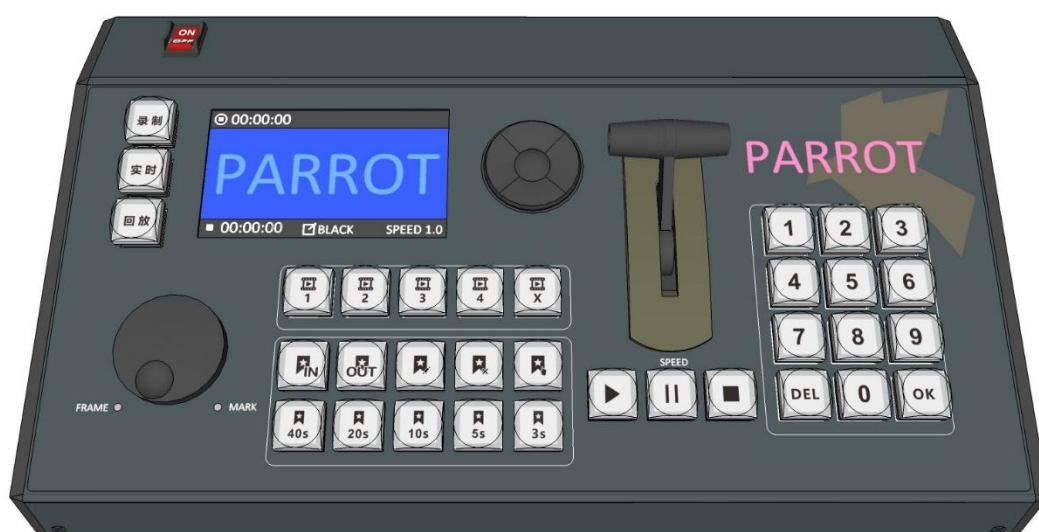 ON
OFF
录制
实时
回放
00:00:00
PARROT
00:00:00 BLACK SPEED 1.0
PARROT
1 2 3
4 5 6
7 8 9
DEL 0 OK
1 2 3 4 X
IN OUT
40s 20s 10s 5s 3s
SPEED
FRAME MARK